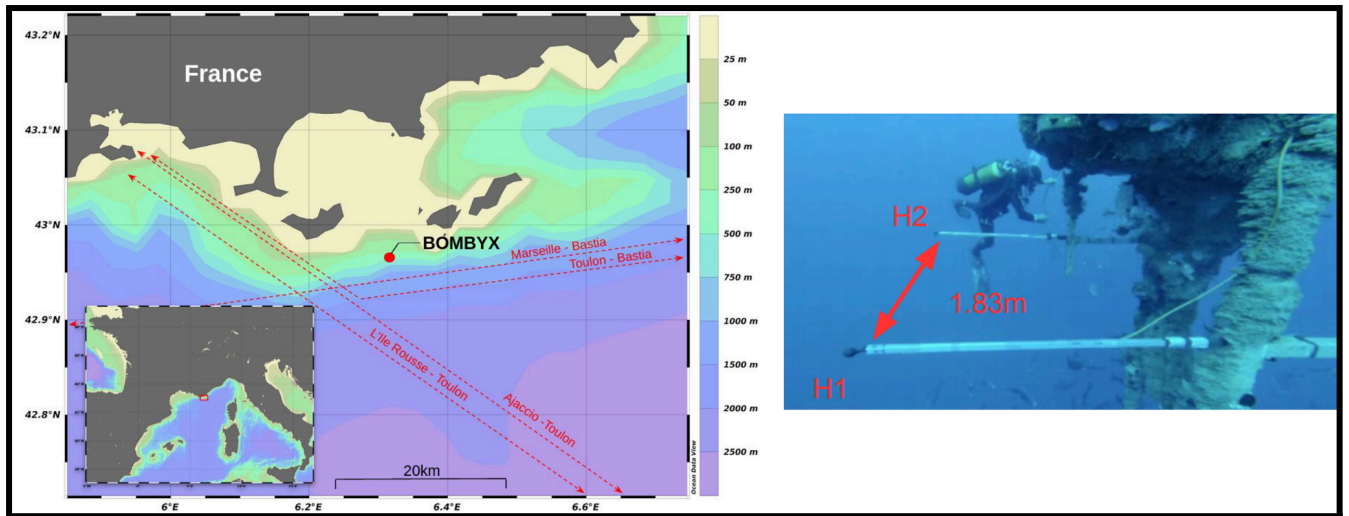 43.2°N
43.1°N
43°N
42.9°N
42.8°N
6°E
6.2°E
6.4°E
6.6°E
France
BOMBYX
Marseille - Bastia
Toulon - Bastia
L'Ile Rousse - Toulon
Ajaccio -Toulon
20km
25 m
50 m
100 m
250 m
500 m
750 m
1000 m
1500 m
2000 m
2500 m
Ocean Data View
H2
1.83m
H1